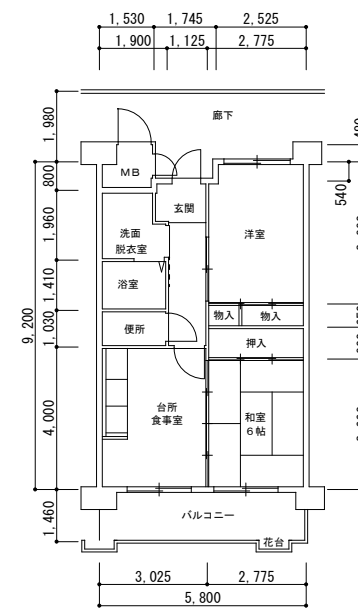 1,530 1,745 2,525
1,900 1,125 2,775
廊下
1,980
800
540
MB
玄関
洋室
洗面
脱衣室
1,960
浴室
1,410
9,200
物入 物入
便所
1,030
押入
台所
食事室
和室
6帖
4,000
バルコニー
1,460
花台
3,025 2,775
5,800